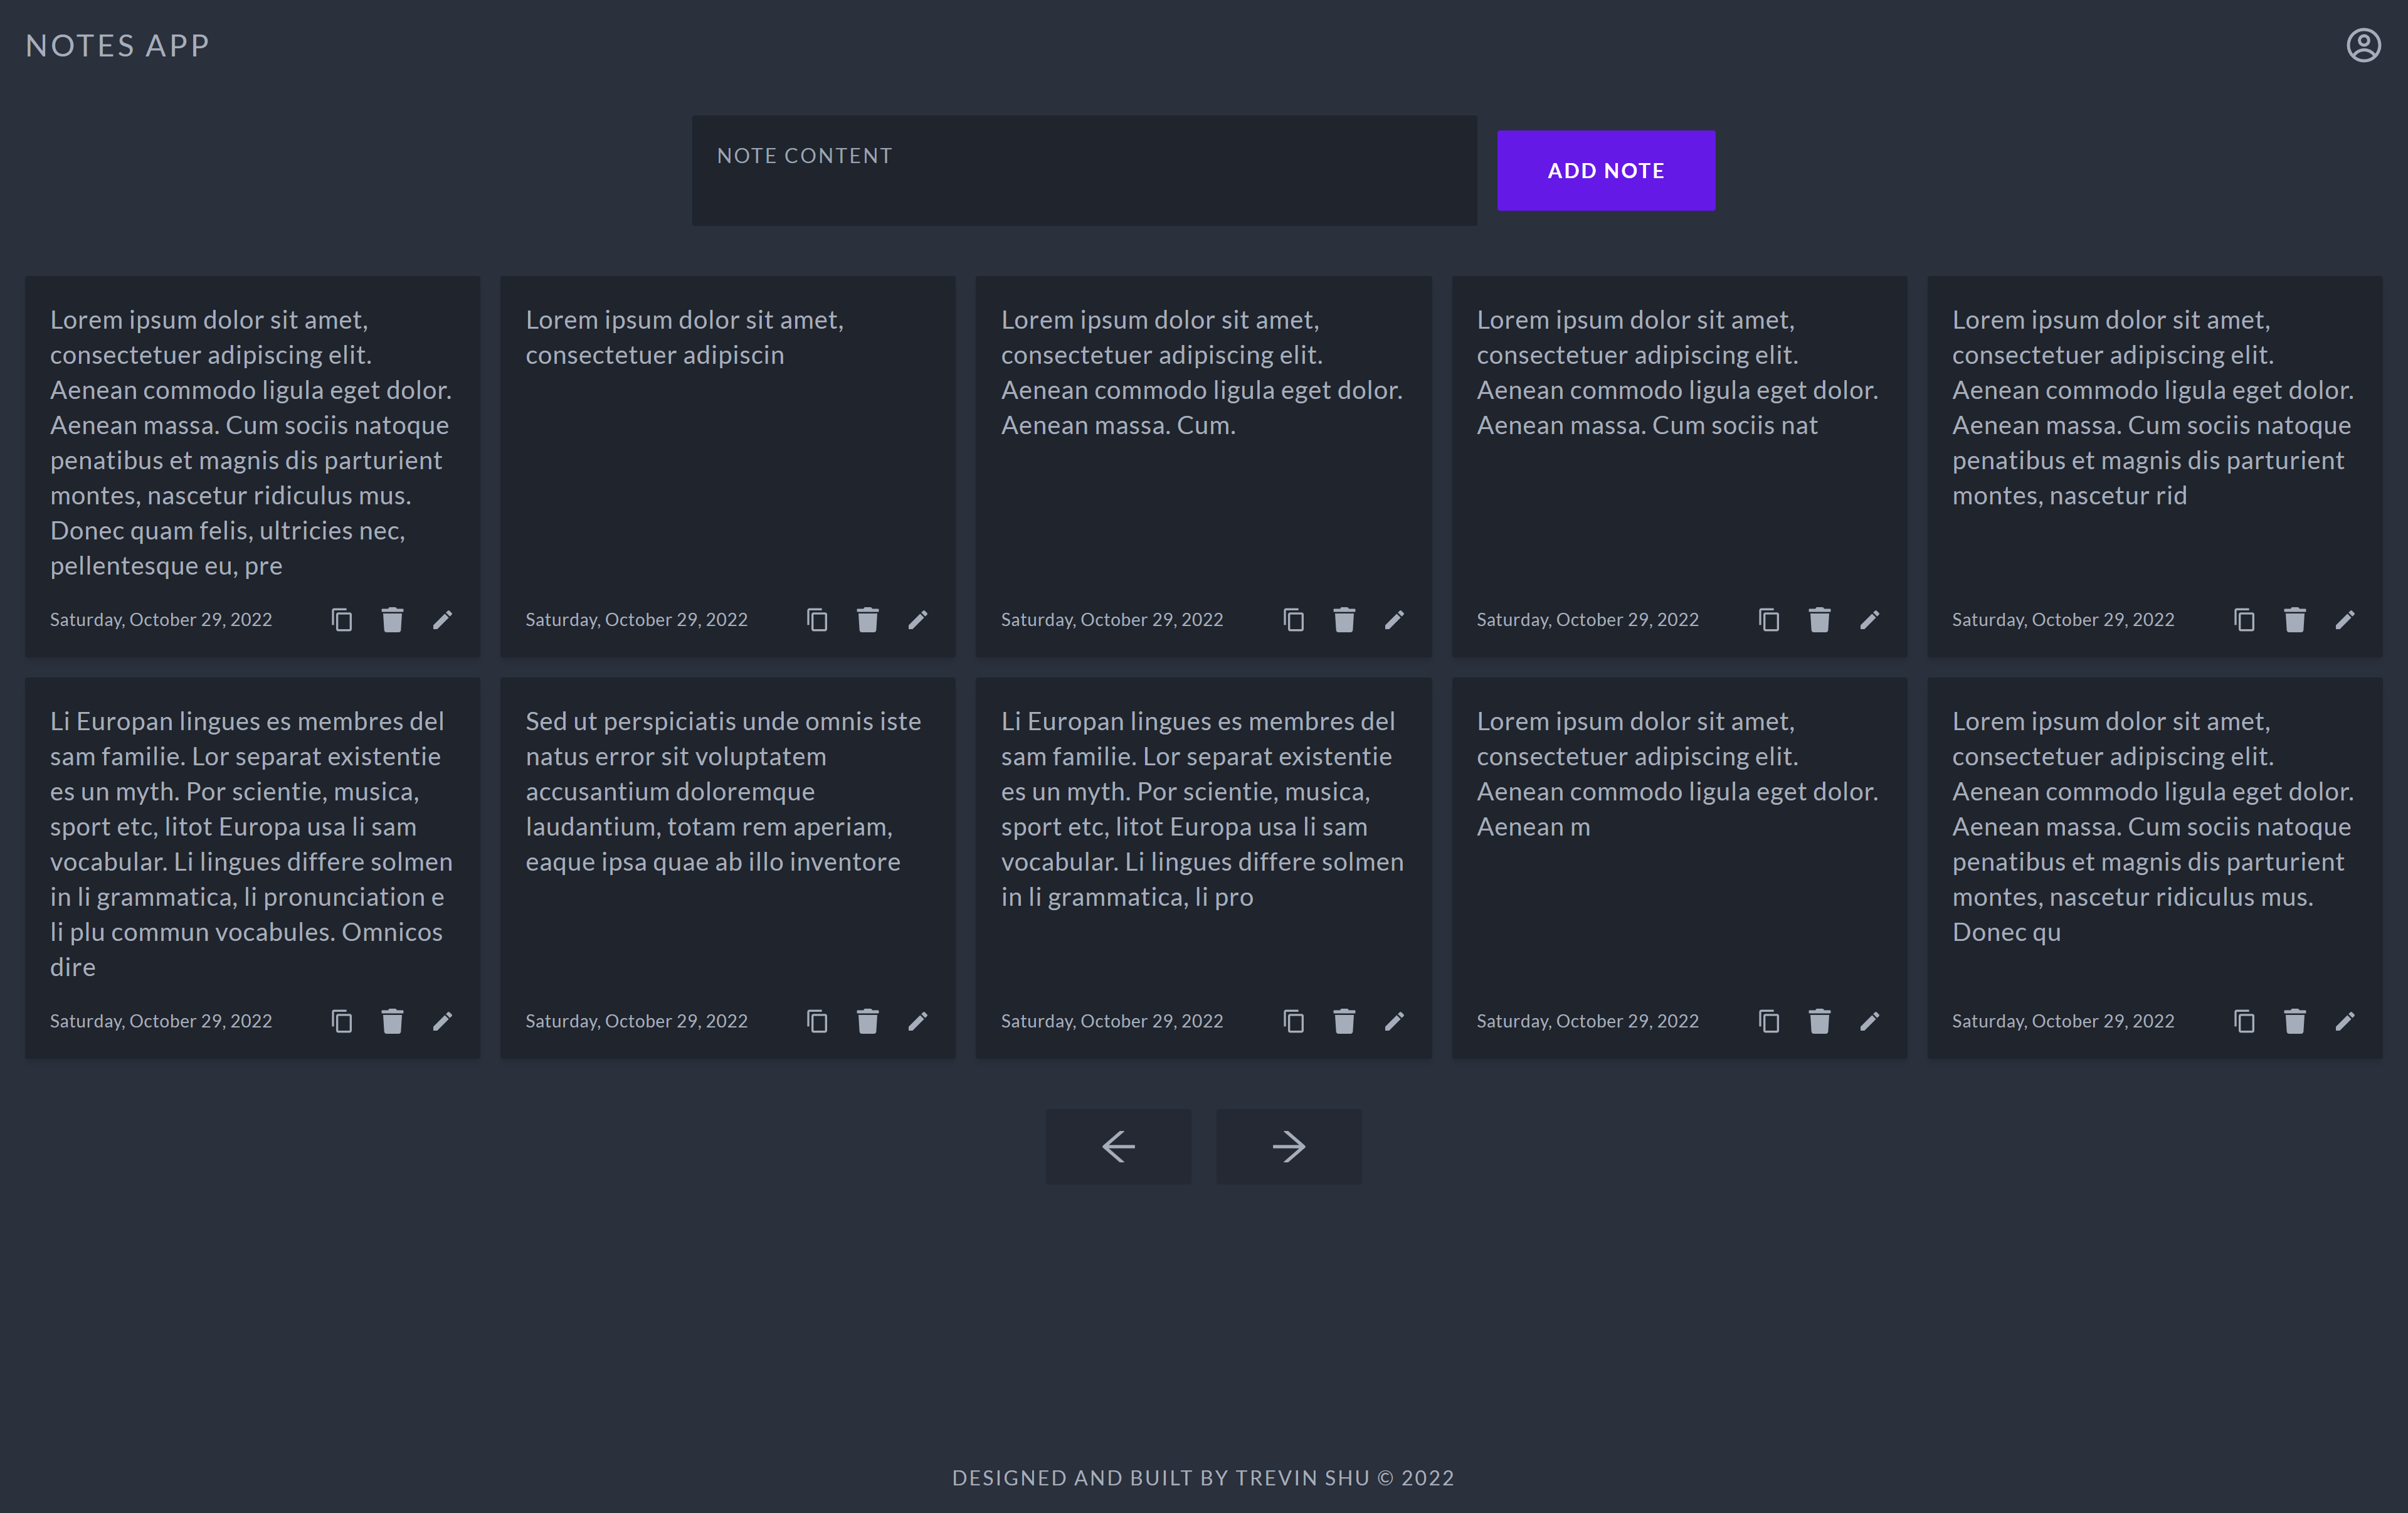 NOTES APP
NOTE CONTENT
ADD NOTE
Lorem ipsum dolor sit amet,
consectetuer adipiscing elit.
Aenean commodo ligula eget dolor.
Aenean massa. Cum sociis natoque
penatibus et magnis dis parturient
montes, nascetur ridiculus mus.
Donec quam felis, ultricies nec,
pellentesque eu, pre
Saturday, October 29, 2022
Lorem ipsum dolor sit amet,
consectetuer adipiscin
Saturday, October 29, 2022
Lorem ipsum dolor sit amet,
consectetuer adipiscing elit.
Aenean commodo ligula eget dolor.
Aenean massa. Cum.
Saturday, October 29, 2022
Lorem ipsum dolor sit amet,
consectetuer adipiscing elit.
Aenean commodo ligula eget dolor.
Aenean massa. Cum sociis nat
Saturday, October 29, 2022
Lorem ipsum dolor sit amet,
consectetuer adipiscing elit.
Aenean commodo ligula eget dolor.
Aenean massa. Cum sociis natoque
penatibus et magnis dis parturient
montes, nascetur rid
Saturday, October 29, 2022
Li Europan lingues es membres del
sam familie. Lor separat existentie
es un myth. Por scientie, musica,
sport etc, litot Europa usa li sam
vocabular. Li lingues differe solmen
in li grammatica, li pronunciation e
li plu commun vocabules. Omnicos
dire
Saturday, October 29, 2022
Sed ut perspiciatis unde omnis iste
natus error sit voluptatem
accusantium doloremque
laudantium, totam rem aperiam,
eaque ipsa quae ab illo inventore
Saturday, October 29, 2022
Li Europan lingues es membres del
sam familie. Lor separat existentie
es un myth. Por scientie, musica,
sport etc, litot Europa usa li sam
vocabular. Li lingues differe solmen
in li grammatica, li pro
Saturday, October 29, 2022
Lorem ipsum dolor sit amet,
consectetuer adipiscing elit.
Aenean commodo ligula eget dolor.
Aenean m
Saturday, October 29, 2022
Lorem ipsum dolor sit amet,
consectetuer adipiscing elit.
Aenean commodo ligula eget dolor.
Aenean massa. Cum sociis natoque
penatibus et magnis dis parturient
montes, nascetur ridiculus mus.
Donec qu
Saturday, October 29, 2022
DESIGNED AND BUILT BY TREVIN SHU © 2022